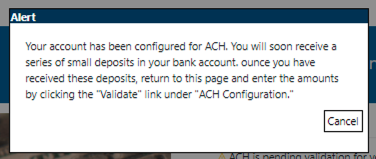 Alert
Your account has been configured for ACH. You will soon receive a
series of small deposits in your bank account. ounce you have
received these deposits, return to this page and enter the amounts
by clicking the "Validate" link under "ACH Configuration."
Cancel
ACH is pending validation for